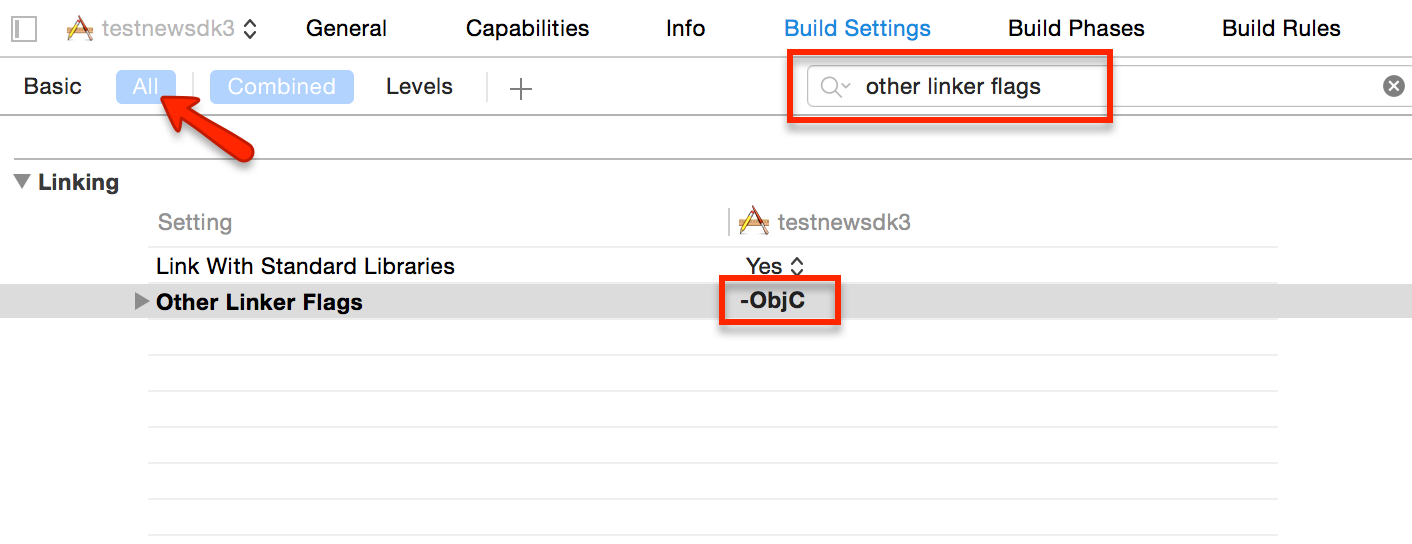 testnewsdk3 General Capabilities Info Build Settings Build Phases Build Rules
Basic All Combined Levels + other linker flags
Linking
Setting testnewsdk3
Link With Standard Libraries Yes
Other Linker Flags -ObjC